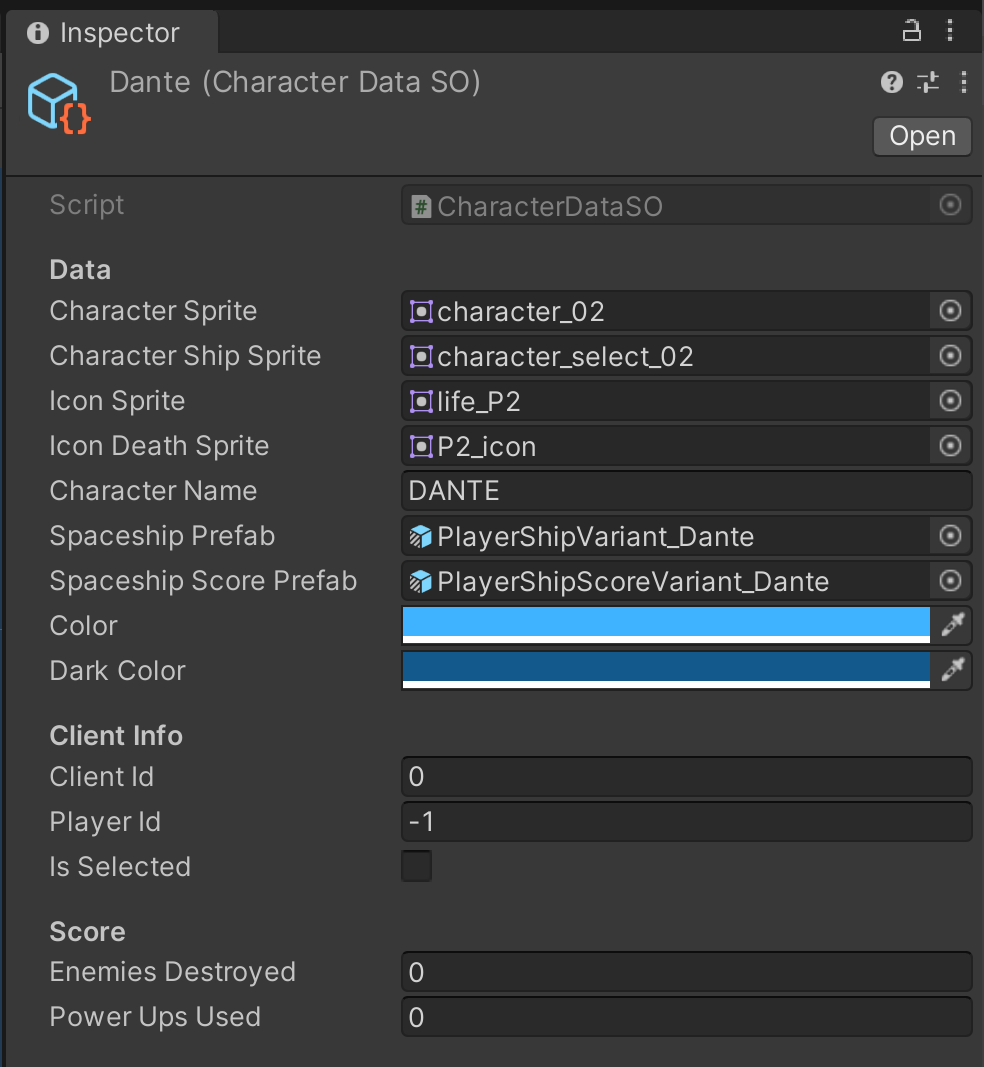 Inspector
Dante (Character Data SO)
Open
Script
# CharacterDataSO
Data
Character Sprite character_02
Character Ship Sprite character_select_02
Icon Sprite life_P2
Icon Death Sprite P2_icon
Character Name DANTE
Spaceship Prefab PlayerShipVariant_Dante
Spaceship Score Prefab PlayerShipScoreVariant_Dante
Color
Dark Color
Client Info
Client Id 0
Player Id -1
Is Selected
Score
Enemies Destroyed 0
Power Ups Used 0